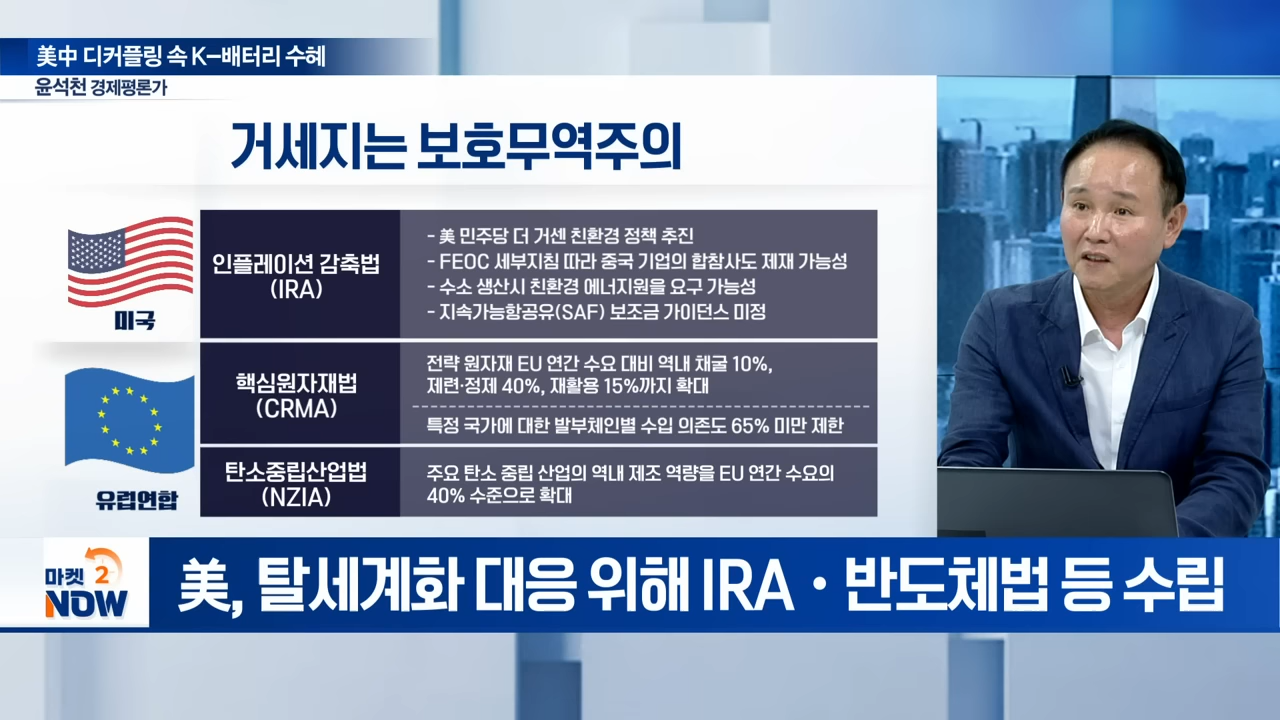 美中 디커플링 속 K-배터리 수혜
윤석천 경제평론가
거세지는 보호무역주의
미국
인플레이션 감축법
(IRA)
- 美 민주당 더 거센 친환경 정책 추진
- FEOC 세부지침 따라 중국 기업의 합참사도 제재 가능성
- 수소 생산시 친환경 에너지원을 요구 가능성
- 지속가능항공유(SAF) 보조금 가이던스 미정
유럽연합
핵심원자재법
(CRMA)
전략 원자재 EU 연간 수요 대비 역내 채굴 10%,
제련·정제 40%, 재활용 15%까지 확대
특정 국가에 대한 발부체인별 수입 의존도 65% 미만 제한
탄소중립산업법
(NZIA)
주요 탄소 중립 산업의 역내 제조 역량을 EU 연간 수요의
40% 수준으로 확대
마켓 2
NOW
美, 탈세계화 대응 위해 IRA·반도체법 등 수립